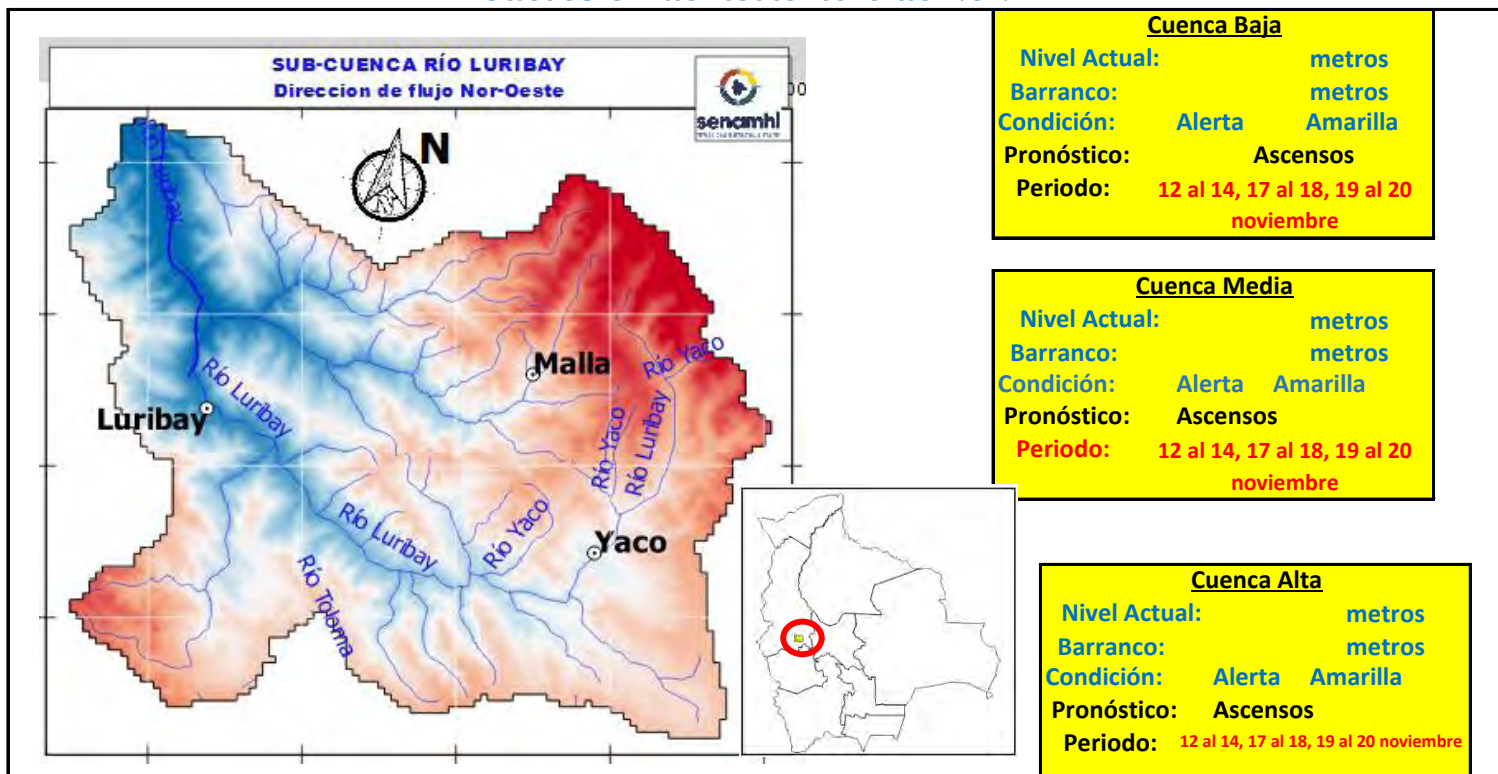 SUB-CUENCA RÍO LURIBAY
Direccion de flujo Nor-Oeste
senamhi
00
N
Malla
Río Yaco
Luribay
Río Luribay
Río Yaco
Río Luribay
Río Luribay
Río Yaco
Yaco
Río Toloma
Cuenca Baja
Nivel Actual: metros
Barranco: metros
Condición: Alerta Amarilla
Pronóstico: Ascensos
Periodo: 12 al 14, 17 al 18, 19 al 20
noviembre
Cuenca Media
Nivel Actual: metros
Barranco: metros
Condición: Alerta Amarilla
Pronóstico: Ascensos
Periodo: 12 al 14, 17 al 18, 19 al 20
noviembre
Cuenca Alta
Nivel Actual: metros
Barranco: metros
Condición: Alerta Amarilla
Pronóstico: Ascensos
Periodo: 12 al 14, 17 al 18, 19 al 20 noviembre